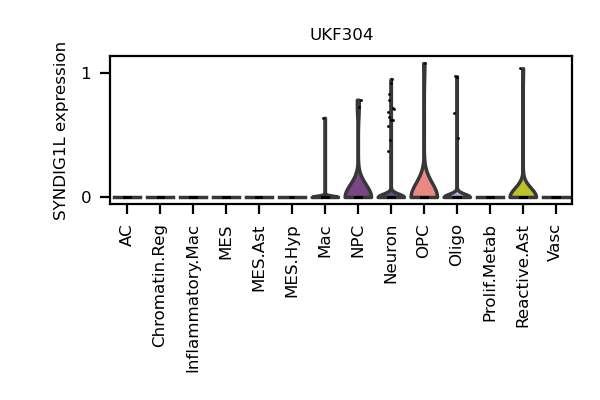 UKF304
SYNDIG1L expression
1
0
AC
Chromatin.Reg
Inflammatory.Mac
MES
MES.Ast
MES.Hyp
Mac
NPC
Neuron
OPC
Oligo
Prolif.Metab
Reactive.Ast
Vasc